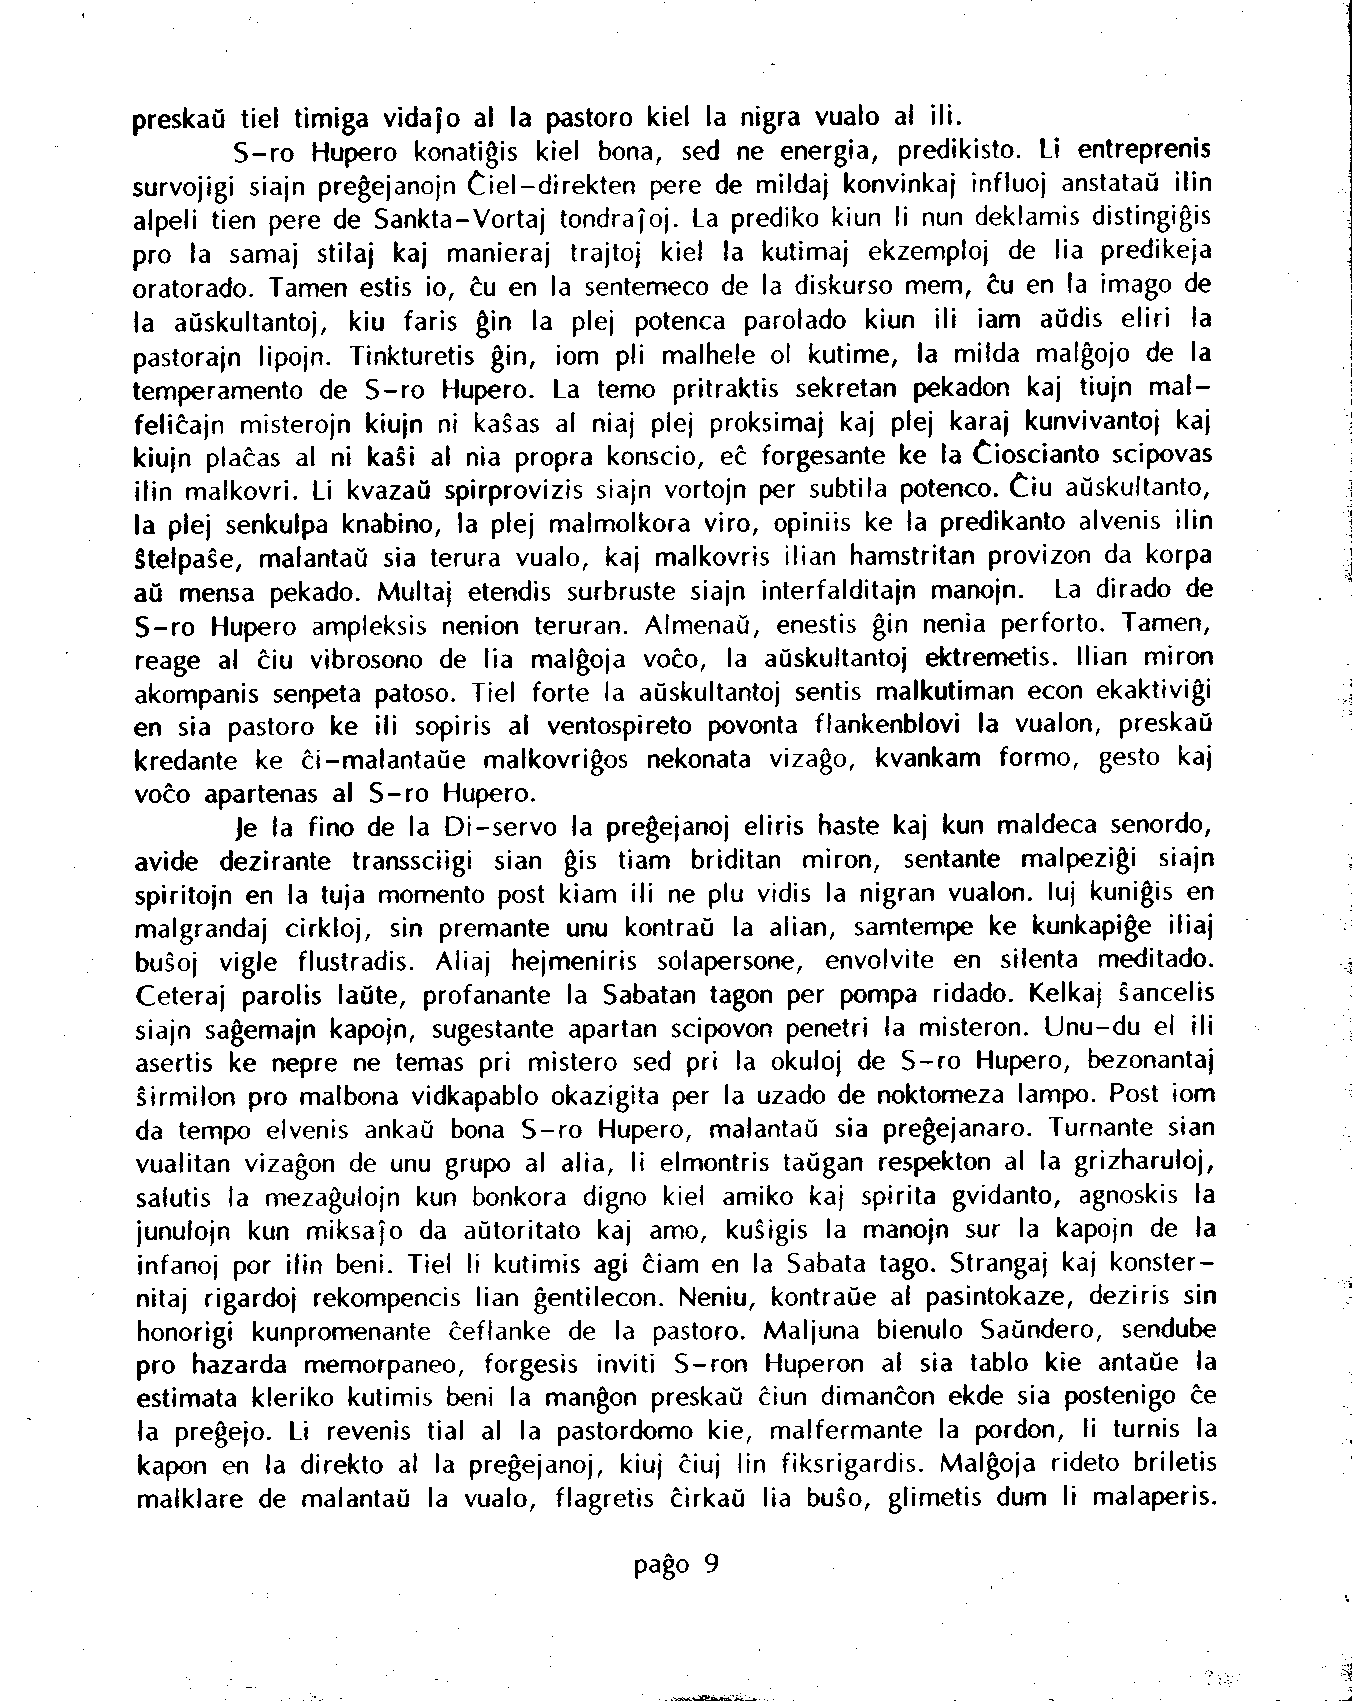 preskaŭ tiel timiga vidaĵo al la pastoro kiel la nigra vualo al ili.
S-ro Hupero konatiĝis kiel bona, sed ne energia, predikisto. Li entreprenis
survojigi siajn preĝejanojn Ĉiel-direkten pere de mildaj konvinkaj influoj anstataŭ ilin
alpeli tien pere de Sankta-Vortaj tondraĵoj. La prediko kiun li nun deklamis distingiĝis
pro la samaj stilaj kaj manieraj trajtoj kiel la kutimaj ekzemploj de lia predikeja
oratorado. Tamen estis io, ĉu en la sentemeco de la diskurso mem, ĉu en la imago de
la aŭskultantoj, kiu faris ĝin la plej potenca parolado kiun ili iam aŭdis eliri la
pastorajn lipojn. Tinkturetis ĝin, iom pli malhele ol kutime, la milda malĝojo de la
temperamento de S-ro Hupero. La temo pritraktis sekretan pekadon kaj tiujn mal-
feliĉajn misterojn kiujn ni kaŝas al niaj plej proksimaj kaj plej karaj kunvivantoj kaj
kiujn plaĉas al ni kaŝi al nia propra konscio, eĉ forgesante ke la Ĉioscianto scipovas
ilin malkovri. Li kvazaŭ spirprovizis siajn vortojn per subtila potenco. Ĉiu aŭskultanto,
la plej senkulpa knabino, la plej malmolkora viro, opiniis ke la predikanto alvenis ilin
ŝtelpaŝe, malantaŭ sia terura vualo, kaj malkovris ilian hamstritan provizon da korpa
aŭ mensa pekado. Multaj etendis surbruste siajn interfalditajn manojn. La dirado de
S-ro Hupero ampleksis nenion teruran. Almenaŭ, enestis ĝin nenia perforto. Tamen,
reage al ĉiu vibrosono de lia malĝoja voĉo, la aŭskultantoj ektremetis. Ilian miron
akompanis senpeta patoso. Tiel forte la aŭskultantoj sentis malkutiman econ ekaktiviĝi
en sia pastoro ke ili sopiris al ventospireto povonta flankenblovi la vualon, preskaŭ
kredante ke ĉi-malantaŭe malkovriĝos nekonata vizaĝo, kvankam formo, gesto kaj
voĉo apartenas al S-ro Hupero.
Je la fino de la Di-servo la preĝejanoj eliris haste kaj kun maldeca senordo,
avide dezirante transsciigi sian ĝis tiam briditan miron, sentante malpeziĝi siajn
spiritojn en la tuja momento post kiam ili ne plu vidis la nigran vualon. Iuj kuniĝis en
malgrandaj cirkloj, sin premante unu kontraŭ la alian, samtempe ke kunkapiĝe iliaj
buŝoj vigle flustradis. Aliaj hejmeniris solapersone, envolvite en silenta meditado.
Ceteraj parolis laŭte, profanante la Sabatan tagon per pompa ridado. Kelkaj ŝancelis
siajn saĝemajn kapojn, sugestante apartan scipovon penetri la misteron. Unu-du el ili
asertis ke nepre ne temas pri mistero sed pri la okuloj de S-ro Hupero, bezonantaj
ŝirmilon pro malbona vidkapablo okazigita per la uzado de noktomeza lampo. Post iom
da tempo elvenis ankaŭ bona S-ro Hupero, malantaŭ sia preĝejanaro. Turnante sian
vualitan vizaĝon de unu grupo al alia, li elmontris taŭgan respekton al la grizharuloj,
salutis la mezaĝulojn kun bonkora digno kiel amiko kaj spirita gvidanto, agnoskis la
junulojn kun miksaĵo da aŭtoritato kaj amo, kuŝigis la manojn sur la kapojn de la
infanoj por ilin beni. Tiel li kutimis agi ĉiam en la Sabata tago. Strangaj kaj konster-
nitaj rigardoj rekompencis lian ĝentilecon. Neniu, kontraŭe al pasintokaze, deziris sin
honorigi kunpromenante ĉeflanke de la pastoro. Maljuna bienulo Saŭndero, sendube
pro hazarda memorpaneo, forgesis inviti S-ron Huperon al sia tablo kie antaŭe la
estimata kleriko kutimis beni la manĝon preskaŭ ĉiun dimanĉon ekde sia postenigo ĉe
la preĝejo. Li revenis tial al la pastordomo kie, malfermante la pordon, li turnis la
kapon en la direkto al la preĝejanoj, kiuj ĉiuj lin fiksrigardis. Malĝoja rideto briletis
malklare de malantaŭ la vualo, flagretis ĉirkaŭ lia buŝo, glimetis dum li malaperis.
paĝo 9